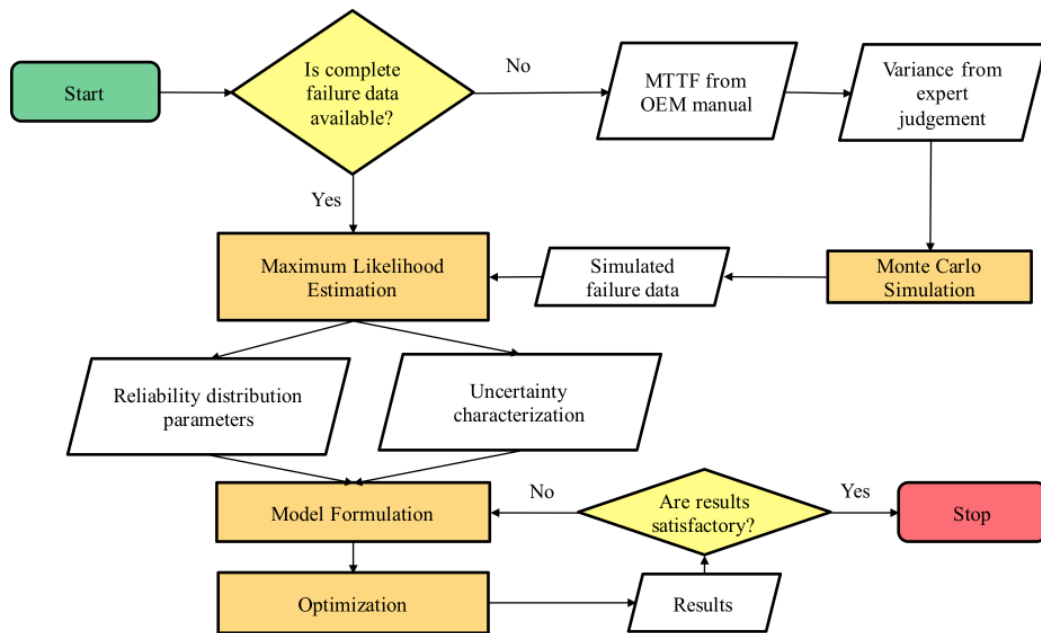 Start
Is complete
failure data
available?
No
MTTF from
OEM manual
Variance from
expert
judgement
Yes
Maximum Likelihood
Estimation
Simulated
failure data
Monte Carlo
Simulation
Reliability distribution
parameters
Uncertainty
characterization
Model Formulation
No
Are results
satisfactory?
Yes
Stop
Optimization
Results